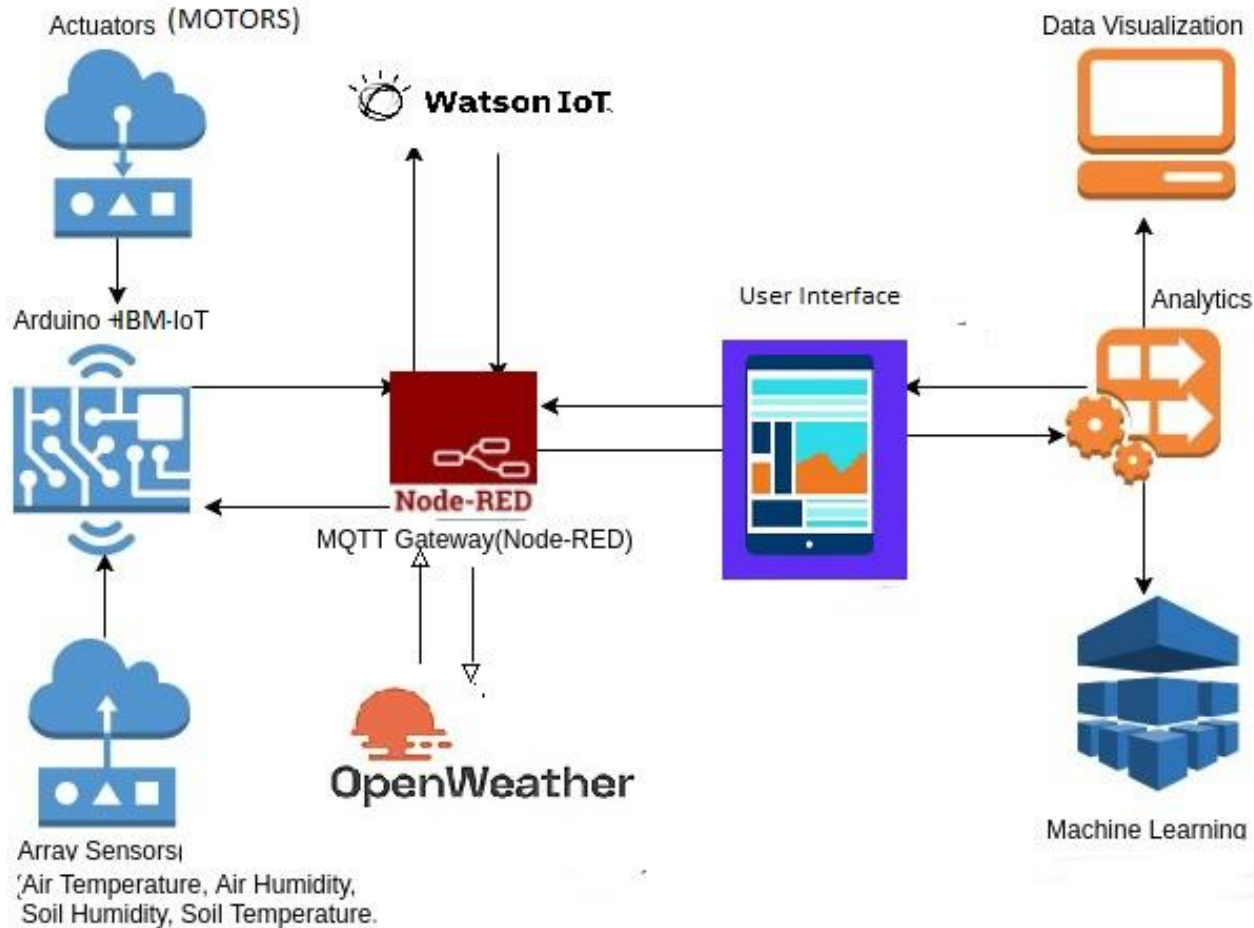 Actuators (MOTORS)
Data Visualization
Watson IoT
User Interface
Analytics
Arduino +IBM-IoT
Node-RED
MQTT Gateway(Node-RED)
OpenWeather
Machine Learning
Array Sensors(
(Air Temperature, Air Humidity,
Soil Humidity, Soil Temperature.